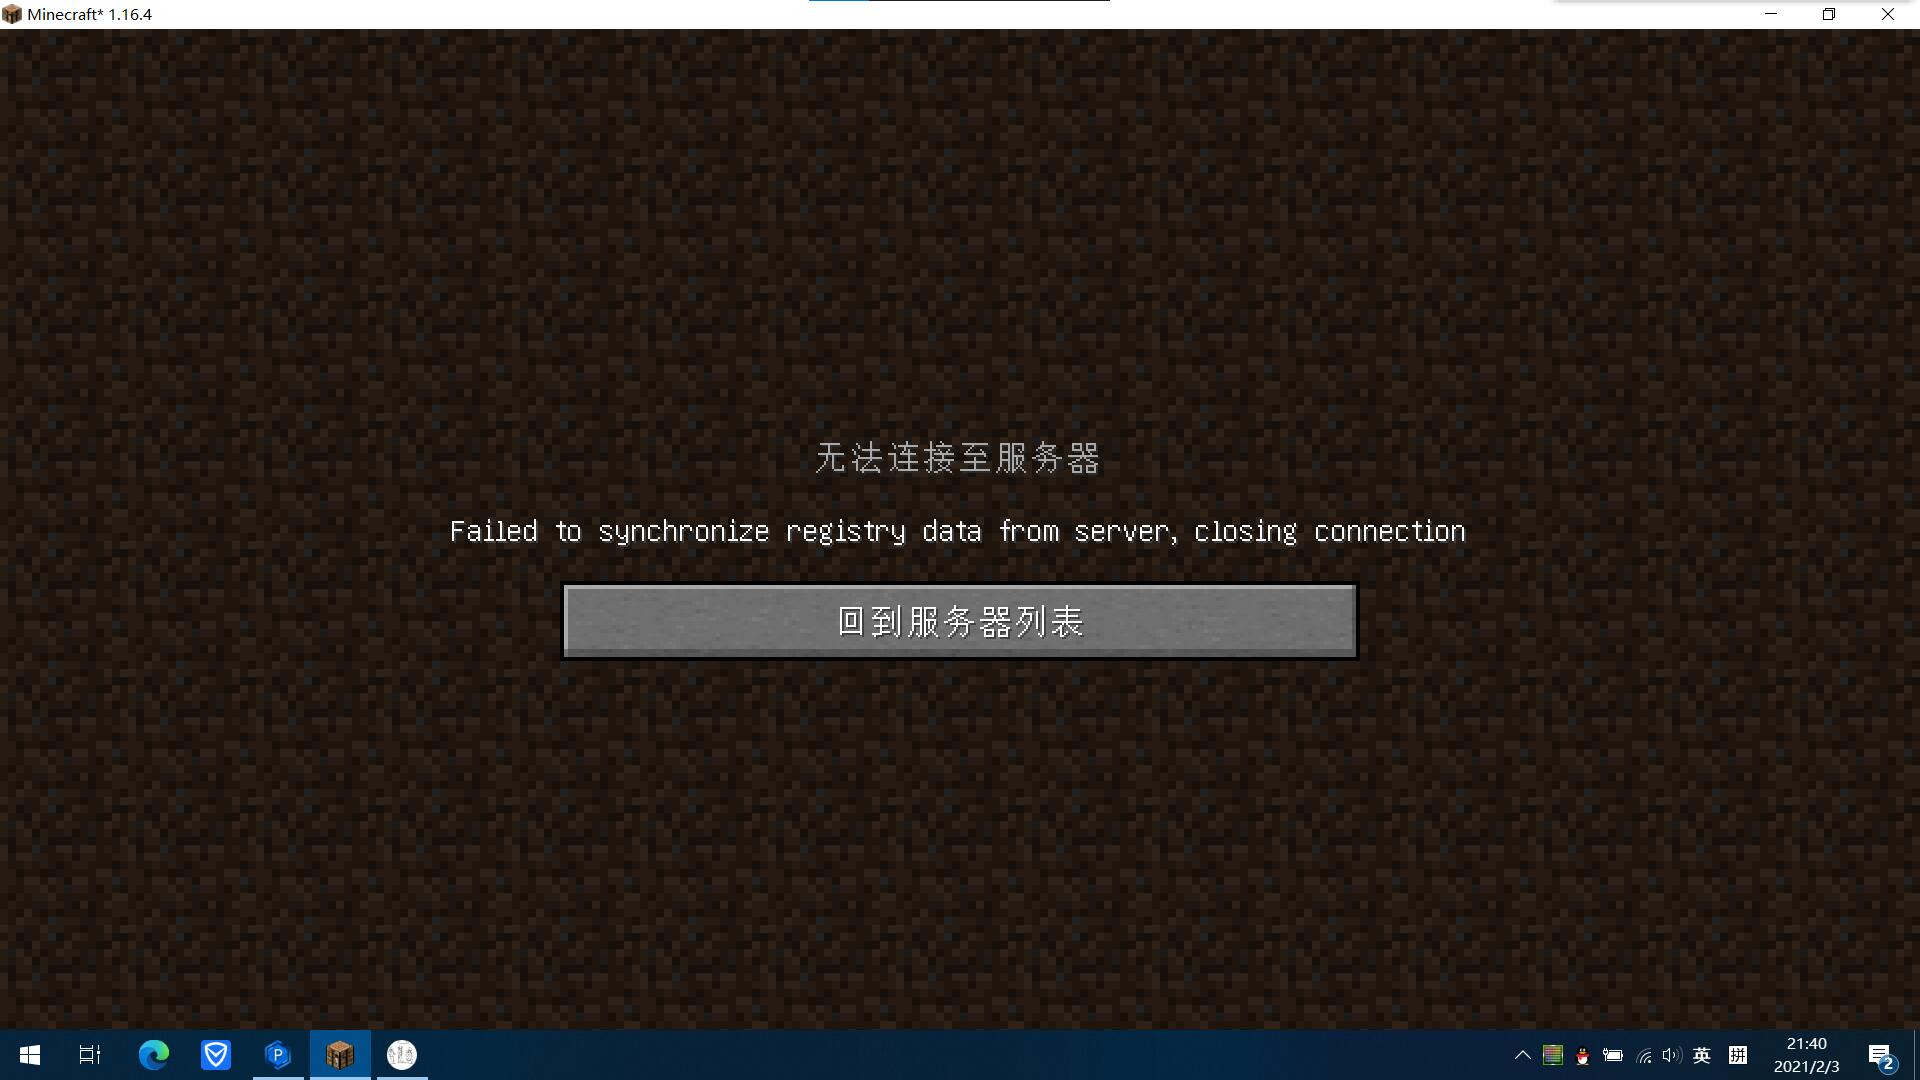 Minecraft* 1.16.4
无法连接至服务器
Failed to synchronize registry data from server, closing connection
回到服务器列表
P
英
拼
21:40
2021/2/3
2